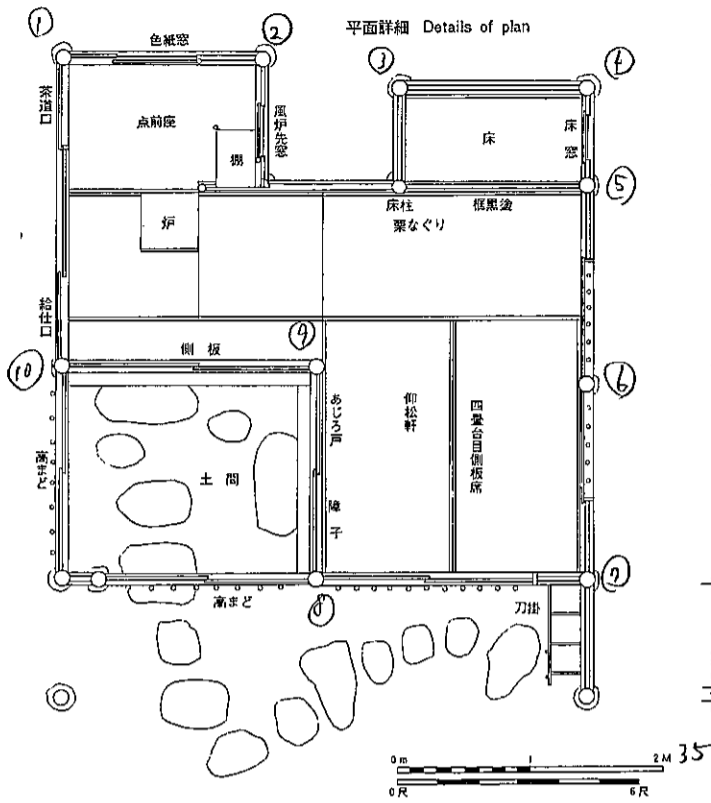 平面詳細 Details of plan
①
色紙窓
②
③
④
茶道口
点前座
風炉先窓
棚
床
床窓
⑤
床柱
框黒塗
栗なぐり
炉
給仕口
側板
⑨
⑩
⑥
あじろ戸
仰松軒
四畳台目側板席
高まど
土間
障子
高まど
⑧
刀掛
⑦
0m 1 2M
35
0尺 6尺